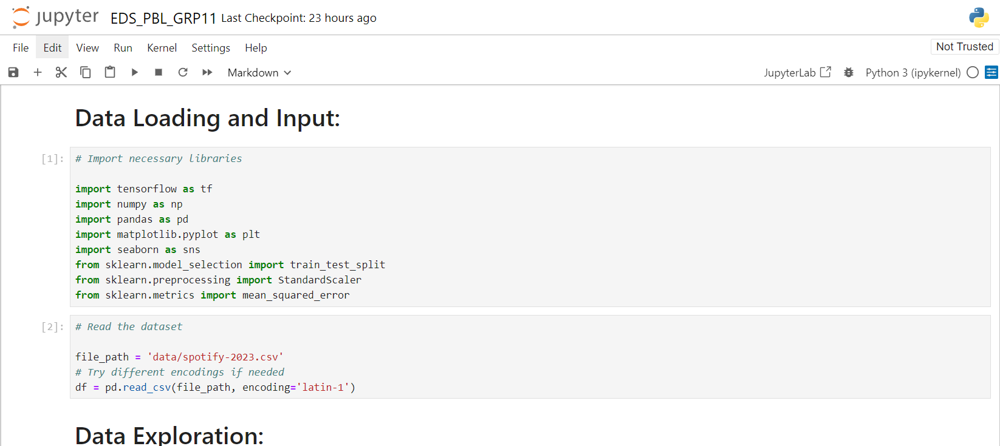 jupyter EDS_PBL_GRP11 Last Checkpoint: 23 hours ago
File Edit View Run Kernel Settings Help
Not Trusted
Markdown
JupyterLab Python 3 (ipykernel)
Data Loading and Input:
[1]:
# Import necessary libraries
import tensorflow as tf
import numpy as np
import pandas as pd
import matplotlib.pyplot as plt
import seaborn as sns
from sklearn.model_selection import train_test_split
from sklearn.preprocessing import StandardScaler
from sklearn.metrics import mean_squared_error
[2]:
# Read the dataset
file_path = 'data/spotify-2023.csv'
# Try different encodings if needed
df = pd.read_csv(file_path, encoding='latin-1')
Data Exploration: